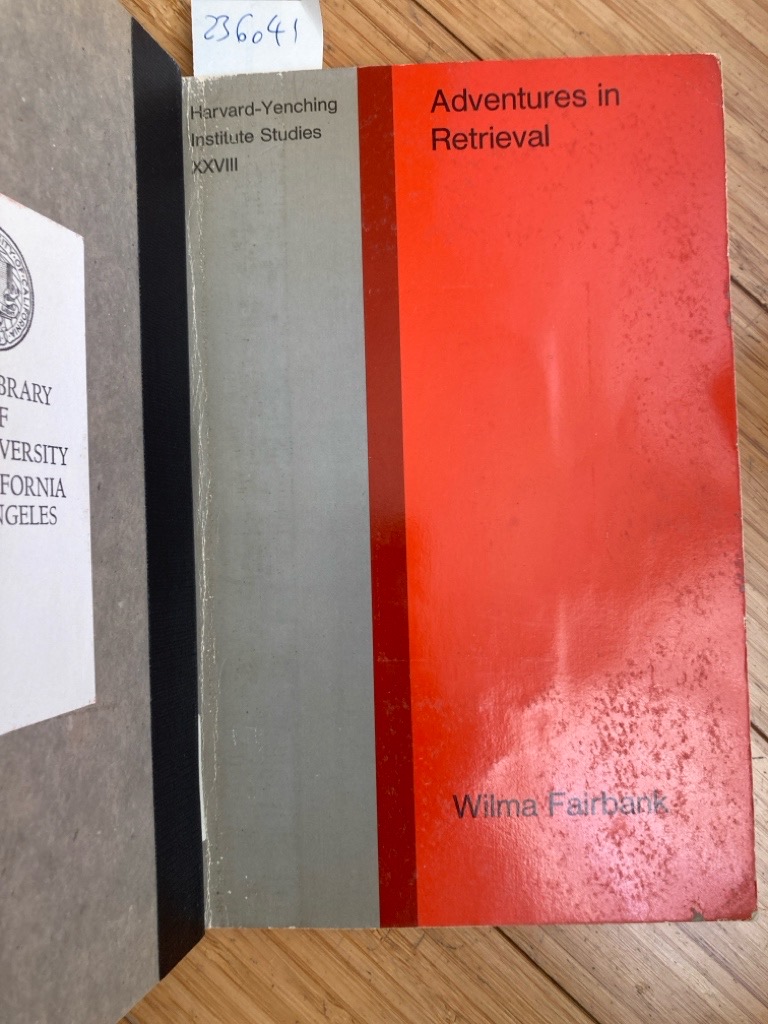 236041
Harvard-Yenching
Institute Studies
XXVIII
Adventures in
Retrieval
Wilma Fairbank
BRARY
F
VERSITY
FORNIA
NGELES